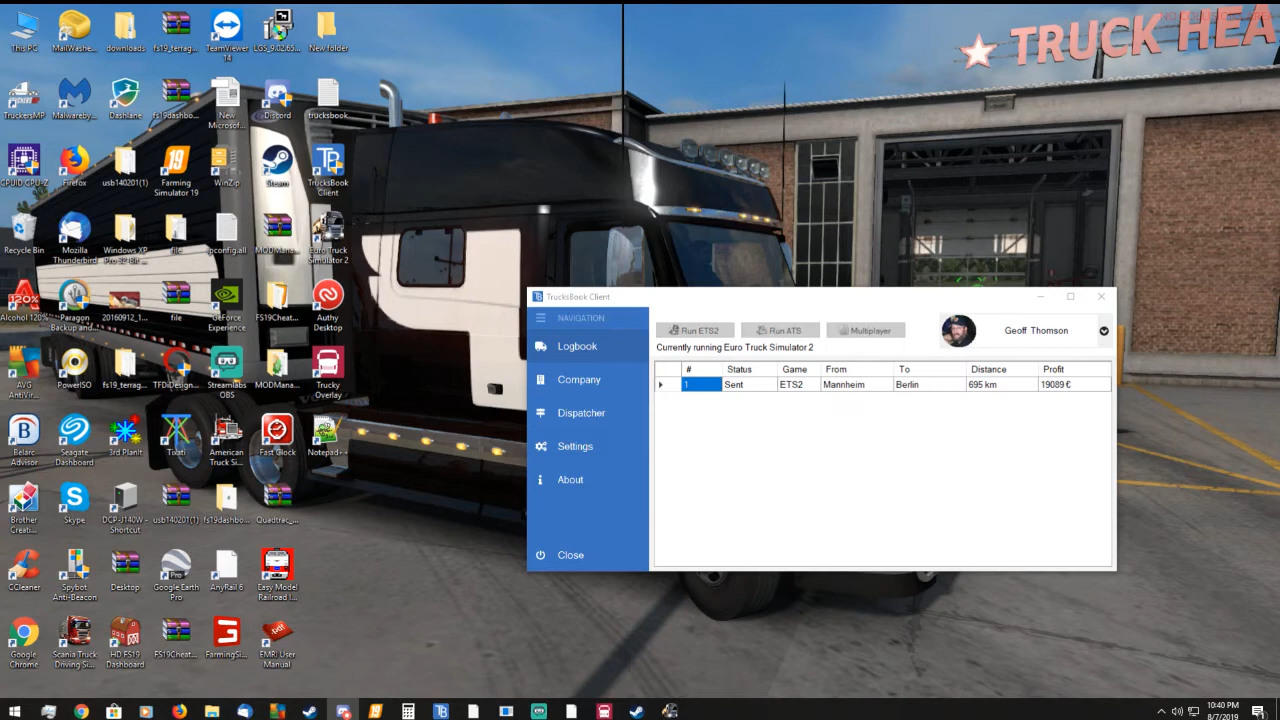 TRUCK HEA
This PC
MailWashe...
downloads
fs19_terrag...
TeamViewer
14
LGS_9.02.65...
New folder
TruckersMP
Malwareby...
Dashlane
fs19dashbo...
New
Microsof...
Discord
trucksbook
CPUID CPU-Z
Firefox
usb140201(1)
Farming
Simulator 19
WinZip
Steam
TrucksBook
Client
Recycle Bin
Mozilla
Thunderbird
Windows XP
Pro 32-Bit ...
file
ipconfig.all
MODMana...
Euro Truck
Simulator 2
Alcohol 120%
Paragon
Backup and...
20160912_1...
file
GeForce
Experience
FS19Cheat...
Authy
Desktop
AVG
AntiVir...
PowerISO
fs19_terrag...
TFDiDesign...
Streamlabs
OBS
MODMana...
Trucky
Overlay
Belarc
Advisor
Seagate
Dashboard
3rd PlanIt
Tixati
American
Truck Si...
Fast Clock
Notepad++
Brother
Creati...
Skype
DCP-J140W -
Shortcut
usb140201(1)
fs19dashbo...
Quadtrac_...
CCleaner
Spybot
Anti-Beacon
Desktop
Google Earth
Pro
AnyRail 6
Easy Model
Railroad I...
Google
Chrome
Scania Truck
Driving Si...
HD FS19
Dashboard
FS19Cheat...
FarmingSi...
EMRI User
Manual
TrucksBook Client
NAVIGATION
Logbook
Company
Dispatcher
Settings
About
Close
Run ETS2
Run ATS
Multiplayer
Geoff Thomson
Currently running Euro Truck Simulator 2
# Status Game From To Distance Profit
1 Sent ETS2 Mannheim Berlin 695 km 19089 €
10:40 PM
8/7/2019